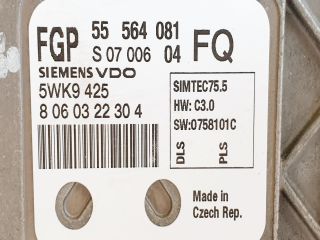 FGP 55 564 081
S 07 006 04 FQ
SIEMENS VDO
5WK9 425
8 06 03 22 30 4
SIMTEC75.5
HW: C3.0
SW:0758101C
DLS PLS
Made in
Czech Rep.